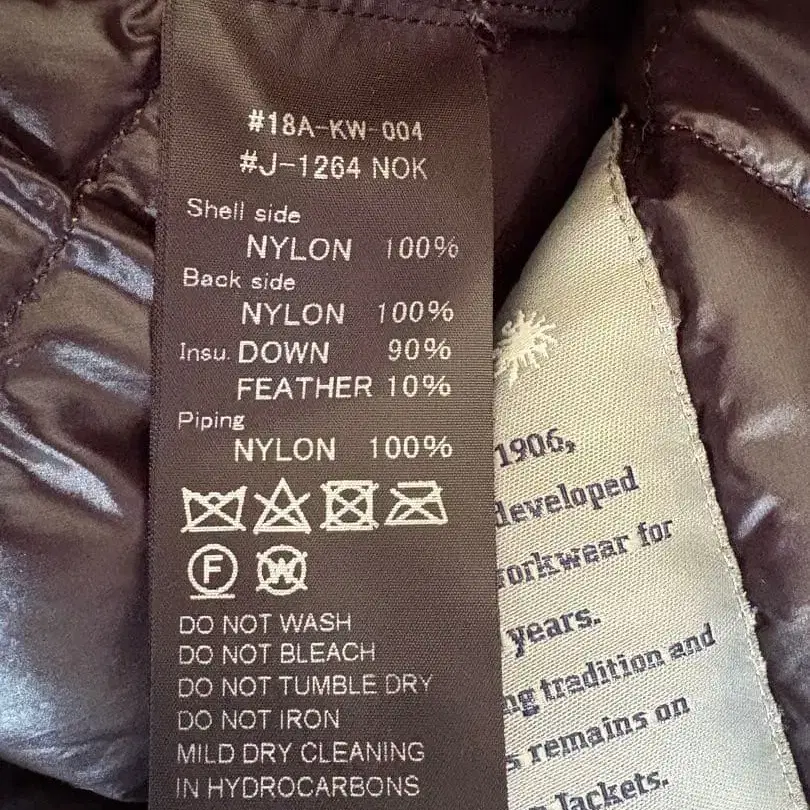 #18A-KW-004
#J-1264 NOK
Shell side
NYLON 100%
Back side
NYLON 100%
Insu. DOWN 90%
FEATHER 10%
Piping
NYLON 100%
F W
DO NOT WASH
DO NOT BLEACH
DO NOT TUMBLE DRY
DO NOT IRON
MILD DRY CLEANING
IN HYDROCARBONS
1906,
developed
workwear for
years.
tradition and
remains on
Jackets.